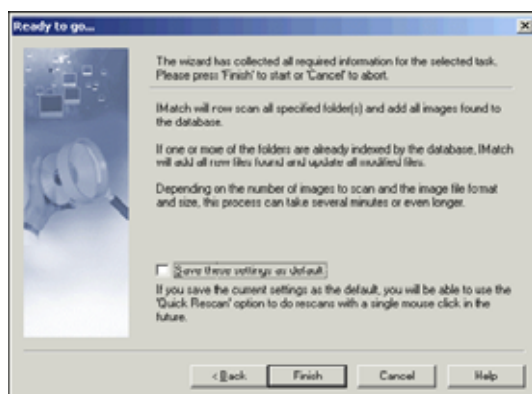 Ready to go...
The wizard has collected all required information for the selected task.
Please press 'Finish' to start or 'Cancel' to abort.
IMatch will now scan all specified folder(s) and add all images found to
the database.
If one or more of the folders are already indexed by the database, IMatch
will add all new files found and update all modified files.
Depending on the number of images to scan and the image file format
and size, this process can take several minutes or even longer.
Save these settings as default
If you save the current settings as the default, you will be able to use the
'Quick Rescan' option to do rescans with a single mouse click in the
future.
< Back
Finish
Cancel
Help